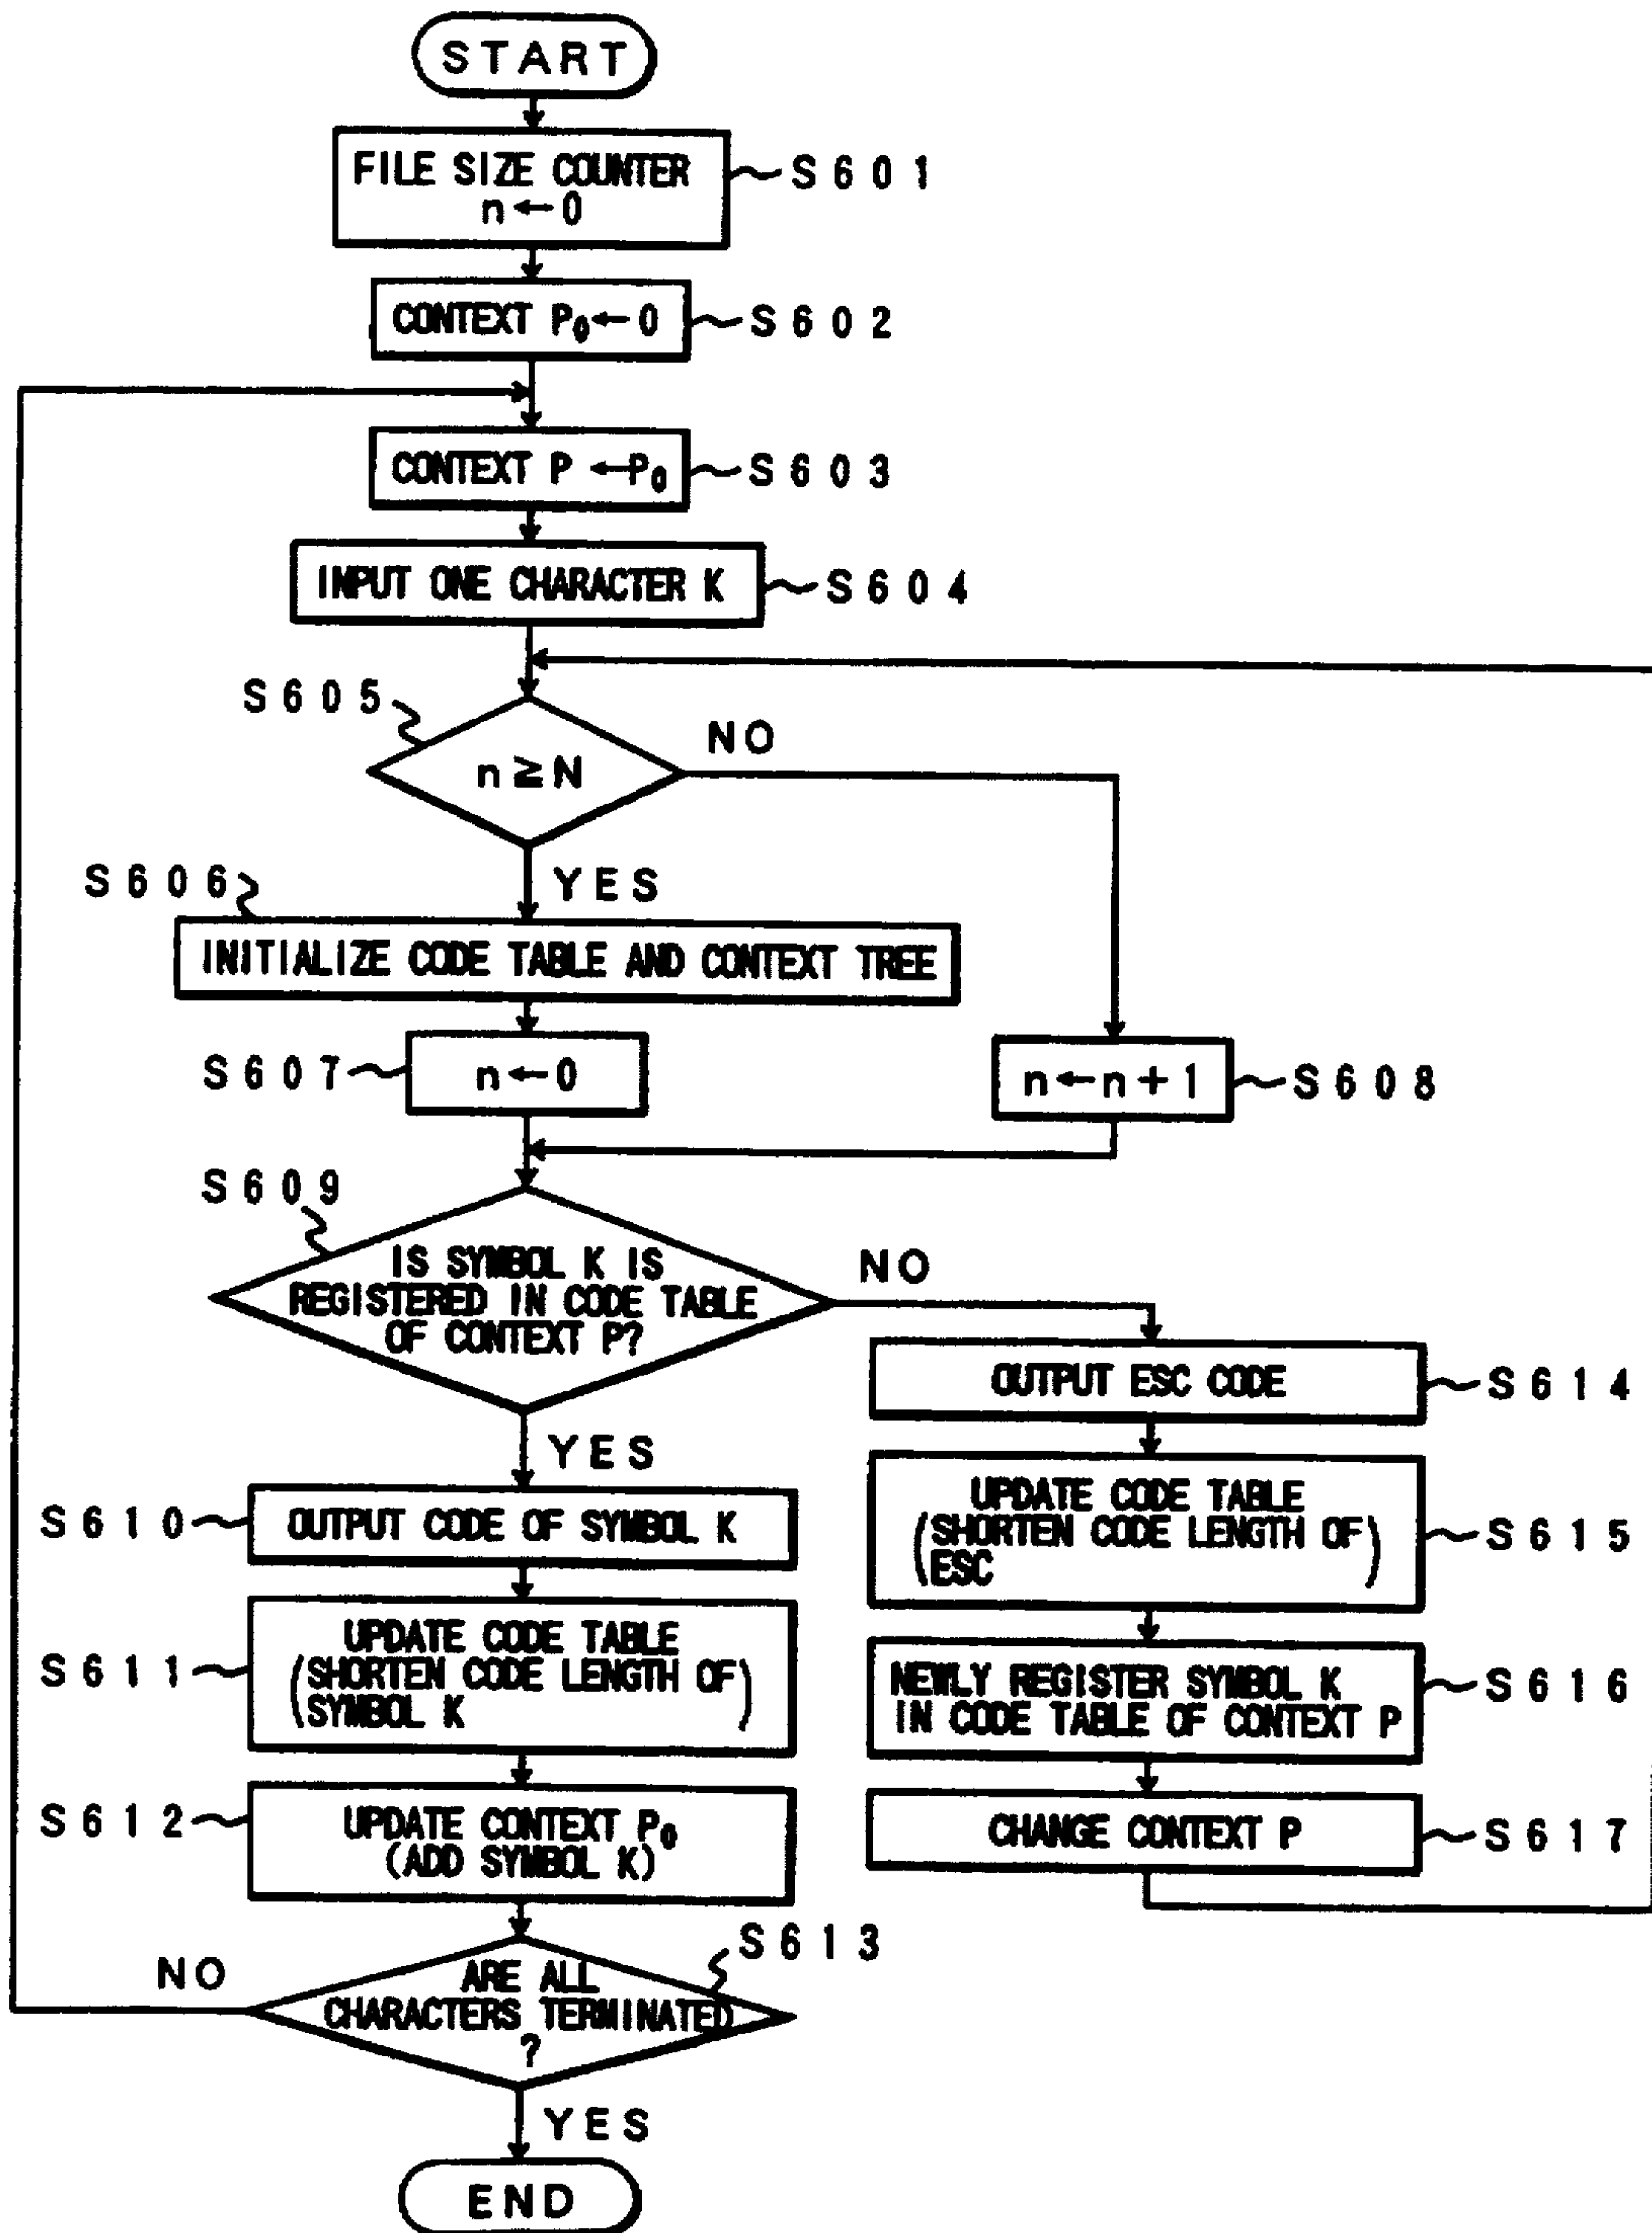 START
FILE SIZE COUNTER
n←0
S601
CONTEXT P₀←0
S602
CONTEXT P ←P₀
S603
INPUT ONE CHARACTER K
S604
S605
n≧N
NO
YES
S606
INITIALIZE CODE TABLE AND CONTEXT TREE
S607
n←0
n←n+1
S608
S609
IS SYMBOL K IS
REGISTERED IN CODE TABLE
OF CONTEXT P?
NO
YES
S610
OUTPUT CODE OF SYMBOL K
S611
UPDATE CODE TABLE
(SHORTEN CODE LENGTH OF
SYMBOL K)
S612
UPDATE CONTEXT P₀
(ADD SYMBOL K)
S613
ARE ALL
CHARACTERS TERMINATED
?
NO
YES
END
OUTPUT ESC CODE
S614
UPDATE CODE TABLE
(SHORTEN CODE LENGTH OF
ESC)
S615
NEWLY REGISTER SYMBOL K
IN CODE TABLE OF CONTEXT P
S616
CHANGE CONTEXT P
S617